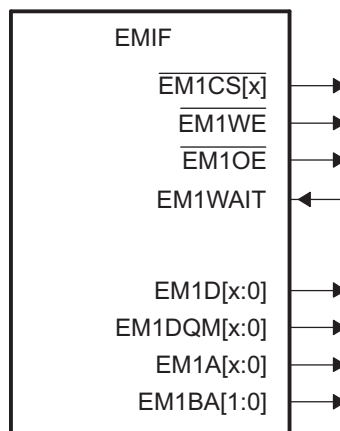 EMIF
EM1CS[x]
EM1WE
EM1OE
EM1WAIT
EM1D[x:0]
EM1DQM[x:0]
EM1A[x:0]
EM1BA[1:0]